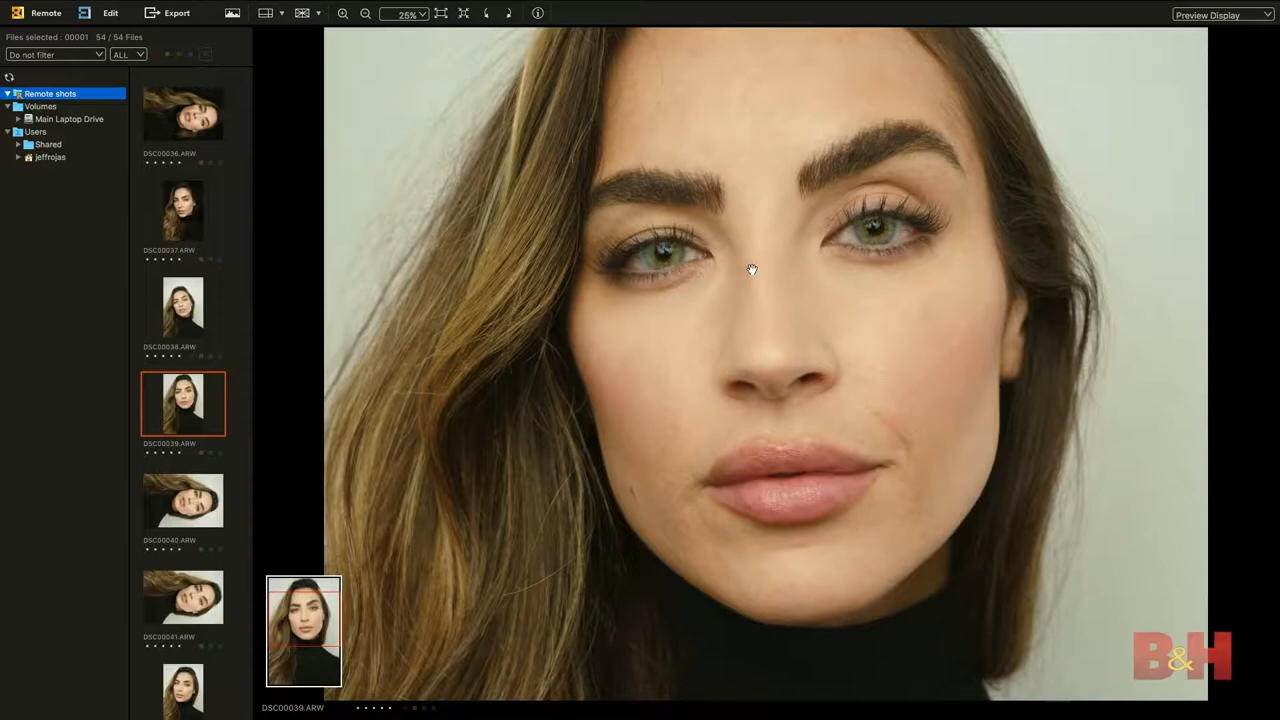 Remote Edit Export 25% Preview Display
Files selected : 00001 54 / 54 Files
Do not filter ALL
Remote shots
Volumes
Main Laptop Drive
Users
Shared
jeffrojas
DSC00036.ARW
DSC00037.ARW
DSC00038.ARW
DSC00039.ARW
DSC00040.ARW
DSC00041.ARW
DSC00039.ARW
B&H